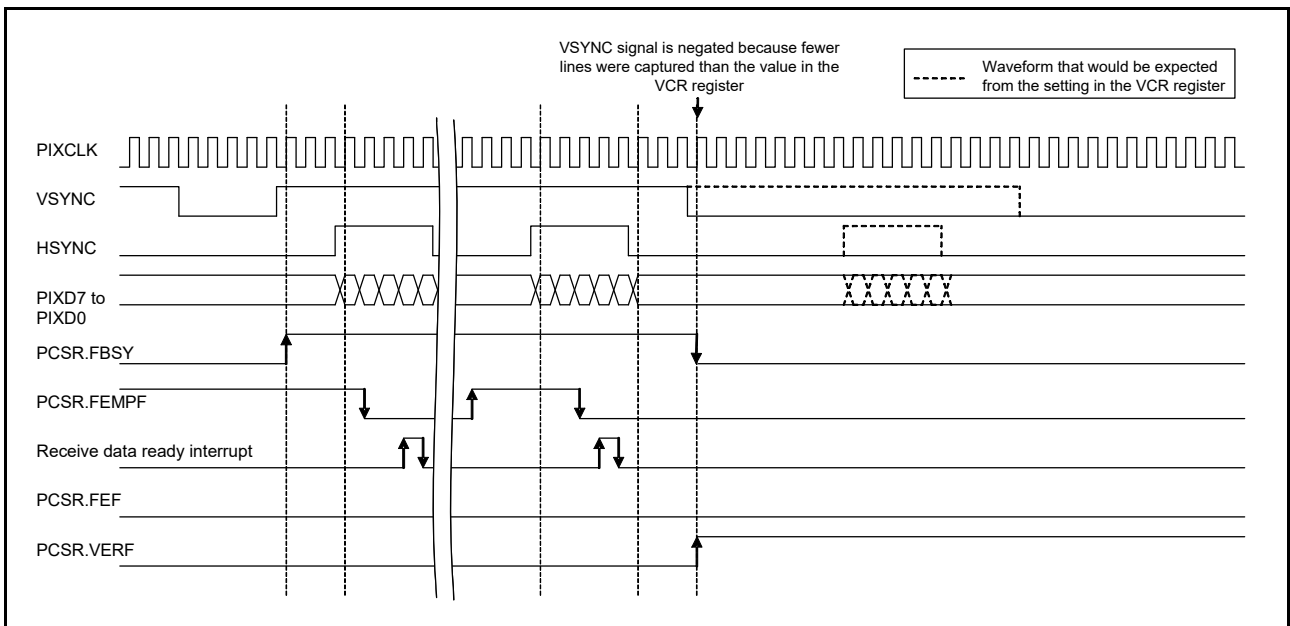 VSYNC signal is negated because fewer
lines were captured than the value in the
VCR register
Waveform that would be expected
from the setting in the VCR register
PIXCLK
VSYNC
HSYNC
PIXD7 to
PIXD0
PCSR.FBSY
PCSR.FEMPF
Receive data ready interrupt
PCSR.FEF
PCSR.VERF